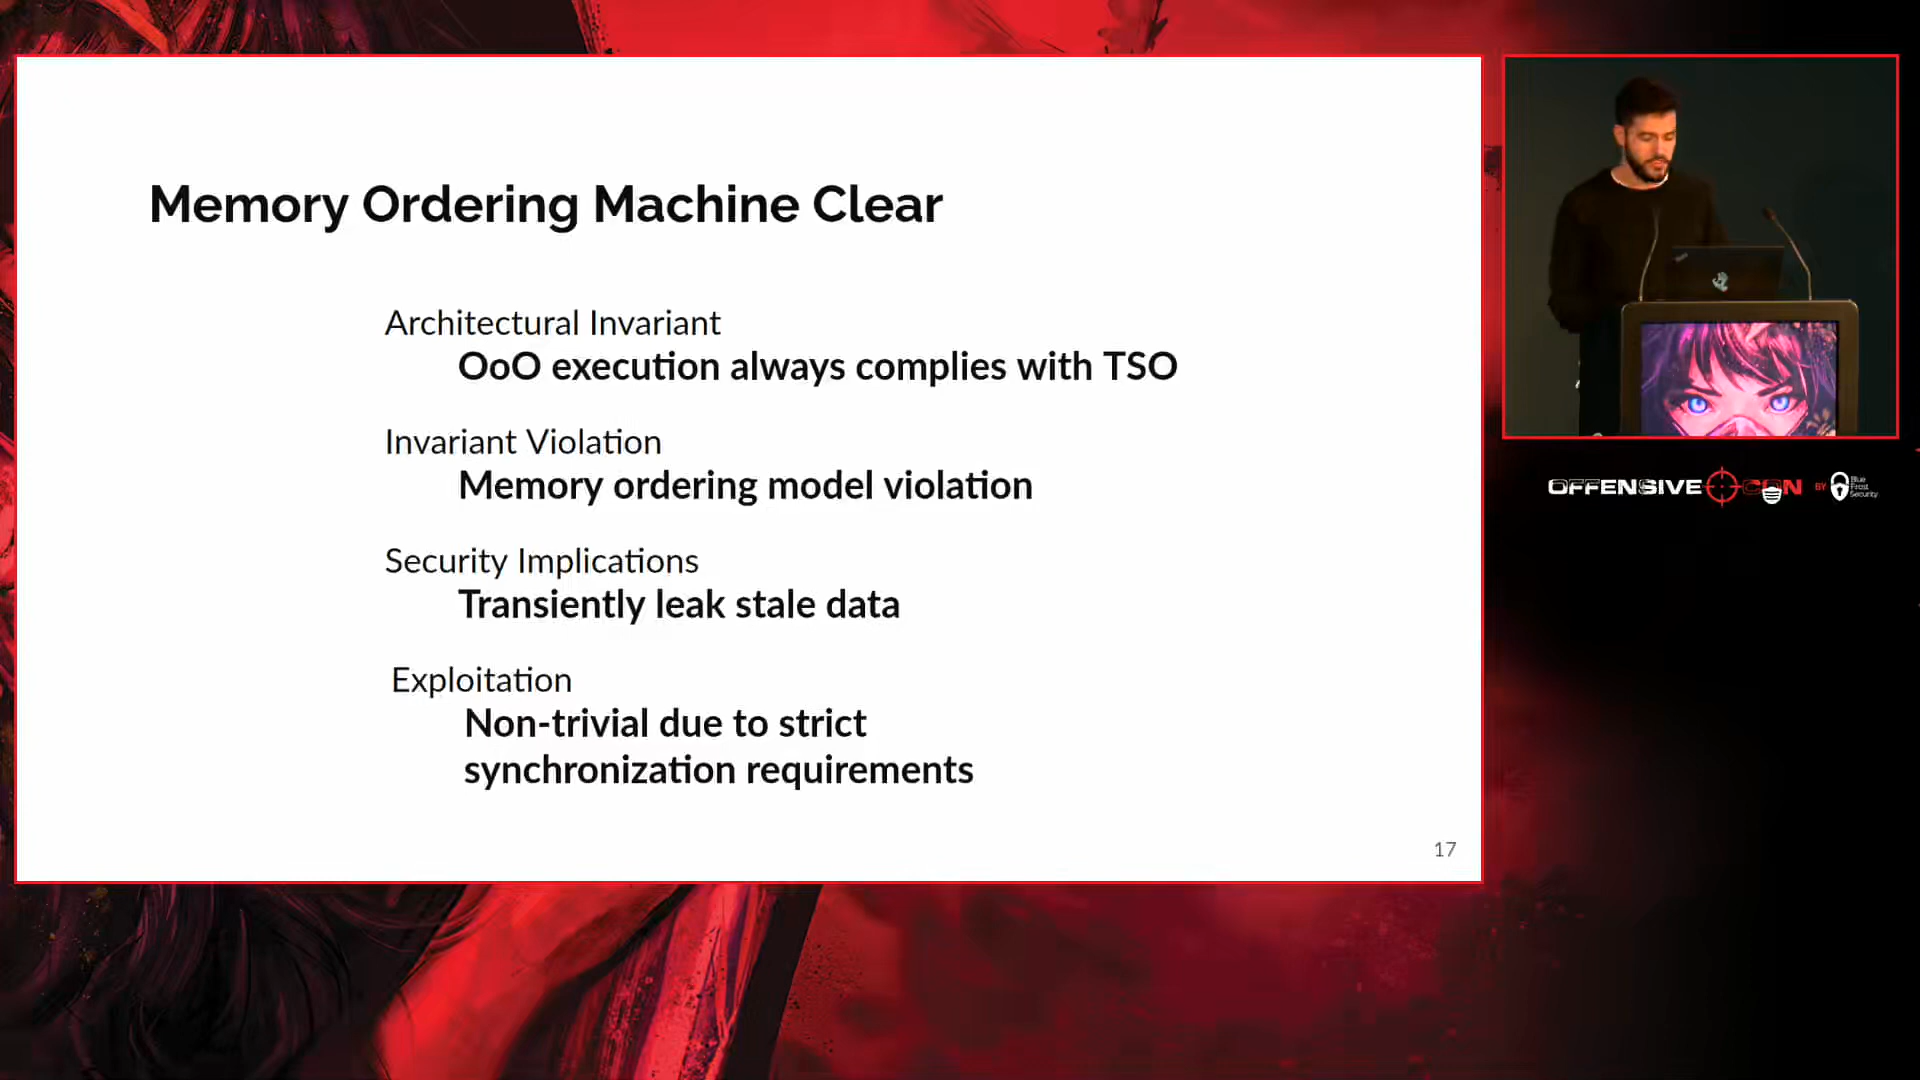 Memory Ordering Machine Clear
Architectural Invariant
OoO execution always complies with TSO
Invariant Violation
Memory ordering model violation
Security Implications
Transiently leak stale data
Exploitation
Non-trivial due to strict
synchronization requirements
17
OFFENSIVE CON BY Blue Frost Security